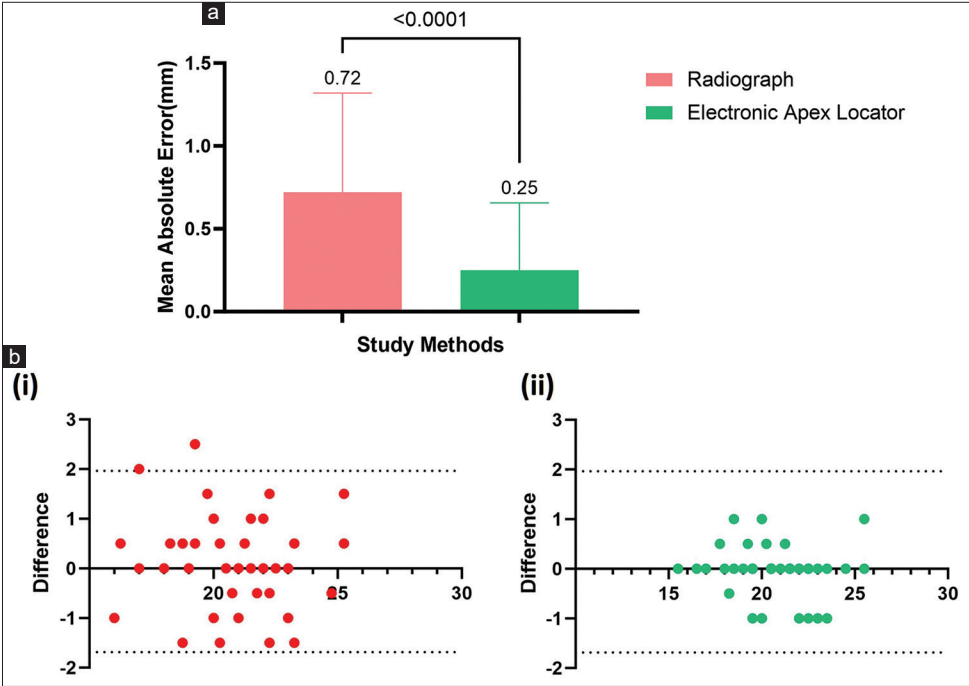 a
<0.0001
1.5
0.72
Radiograph
Electronic Apex Locator
1.0
0.25
0.5
0.0
Mean Absolute Error(mm)
Study Methods
b
(i)
3
2
1
0
-1
-2
Difference
20
25
30
(ii)
3
2
1
0
-1
-2
Difference
15
20
25
30